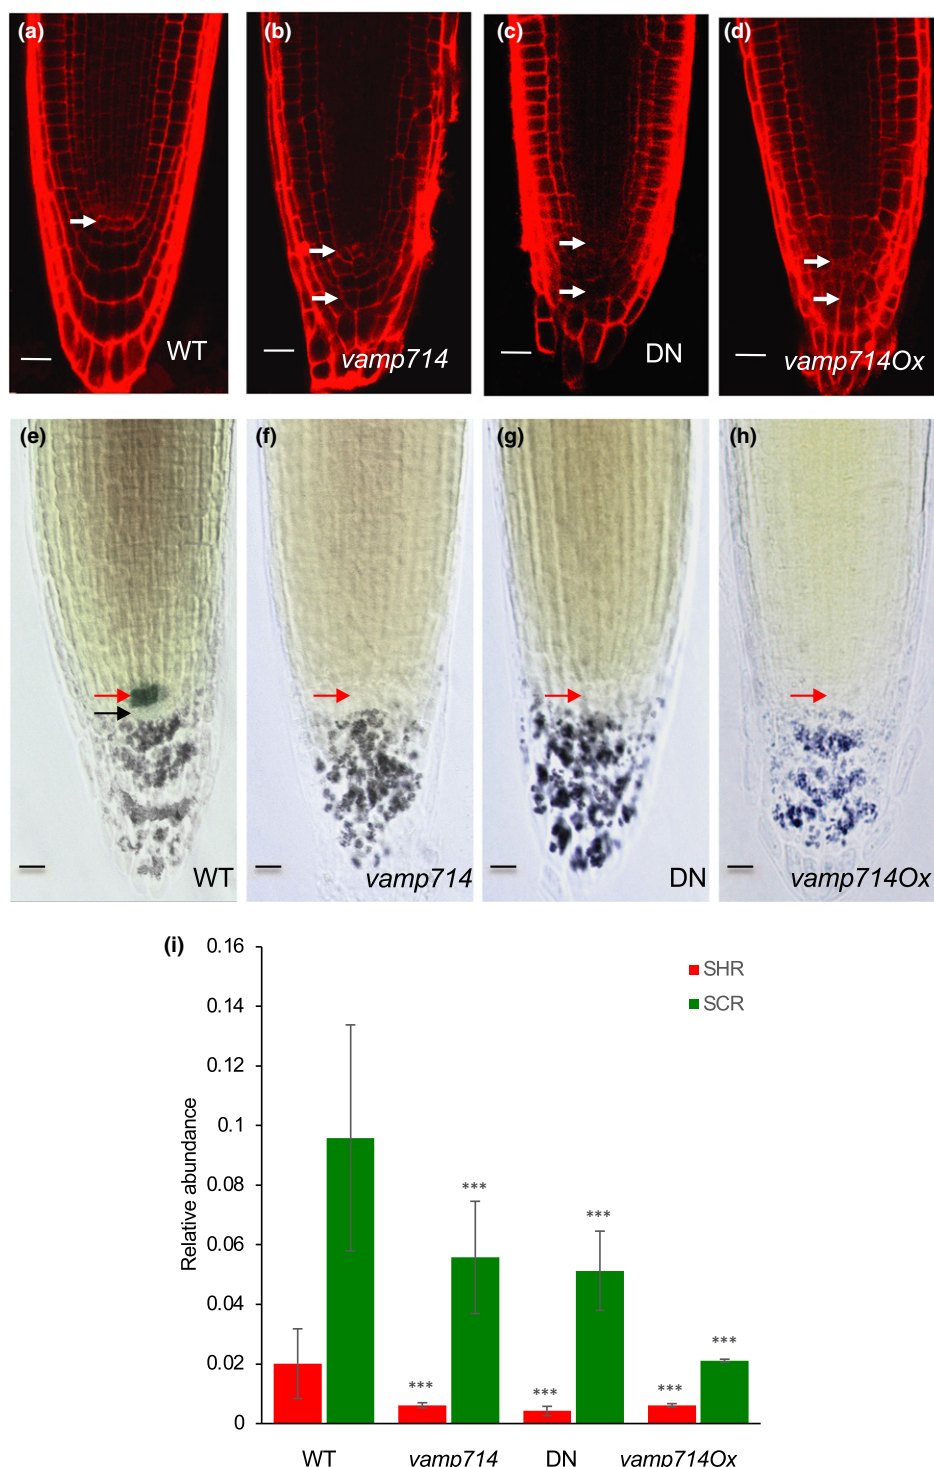 (a) (b) (c) (d)
WT vamp714 DN vamp714Ox
(e) (f) (g) (h)
WT vamp714 DN vamp714Ox
(i)
0.16
0.14
0.12
0.1
0.08
0.06
0.04
0.02
0
Relative abundance
SHR
SCR
*** ***
*** *** *** ***
WT vamp714 DN vamp714Ox